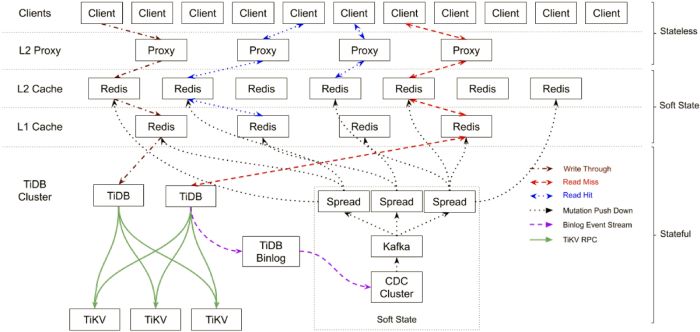 Clients
Client Client Client Client Client Client Client Client Client Client Client
Stateless
L2 Proxy
Proxy Proxy Proxy Proxy
L2 Cache
Redis Redis Redis Redis Redis Redis
Soft State
L1 Cache
Redis Redis Redis Redis
TiDB
Cluster
TiDB TiDB
Spread Spread Spread
Write Through
Read Miss
Read Hit
Mutation Push Down
Binlog Event Stream
TiKV RPC
Stateful
Kafka
TiDB
Binlog
CDC
Cluster
TiKV TiKV TiKV
Soft State